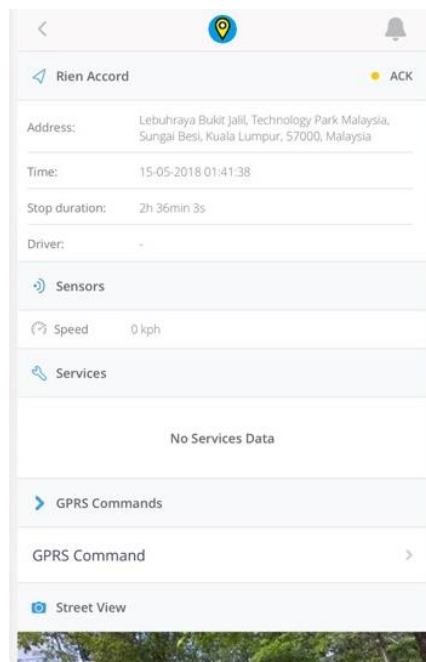 Rien Accord
ACK
Address:
Lebuhraya Bukit Jalil, Technology Park Malaysia,
Sungai Besi, Kuala Lumpur, 57000, Malaysia
Time:
15-05-2018 01:41:38
Stop duration:
2h 36min 3s
Driver:
-
Sensors
Speed
0 kph
Services
No Services Data
GPRS Commands
GPRS Command
Street View